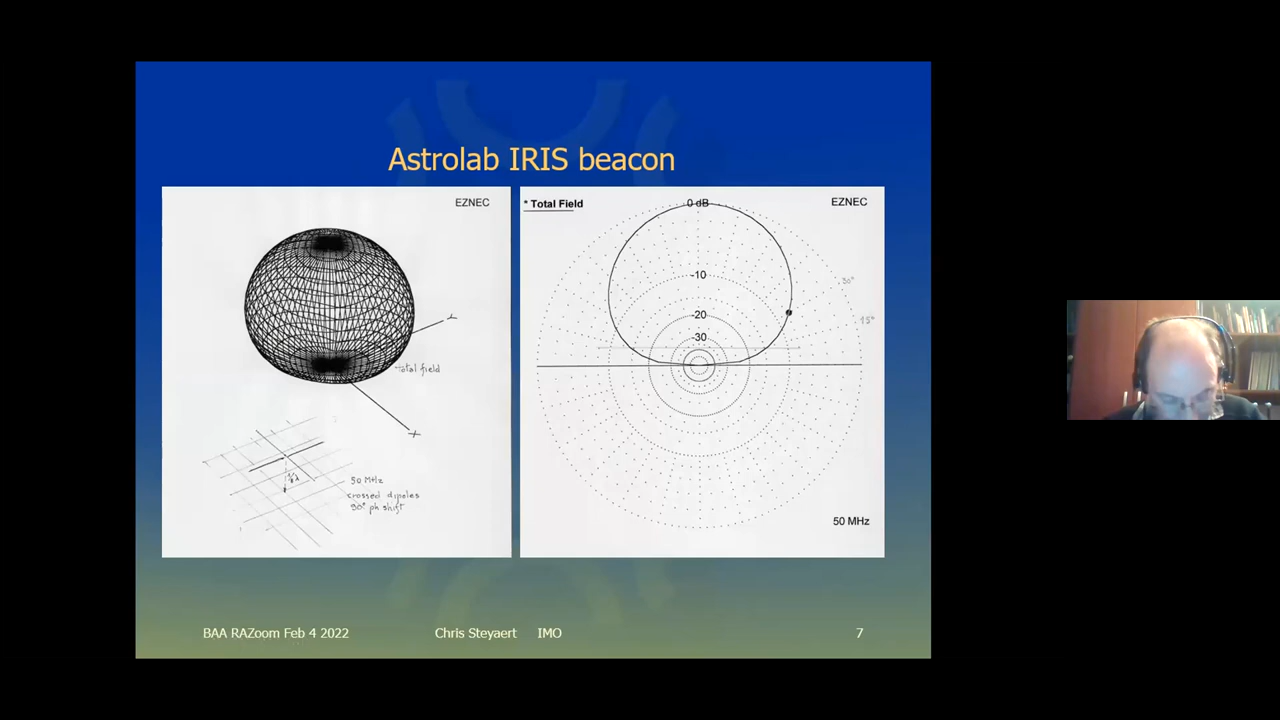 Astrolab IRIS beacon
EZNEC
total field
50 MHz
crossed dipoles
90° ph shift
* Total Field
EZNEC
0 dB
-10
-20
-30
30°
15°
50 MHz
BAA RAZoom Feb 4 2022
Chris Steyaert IMO
7